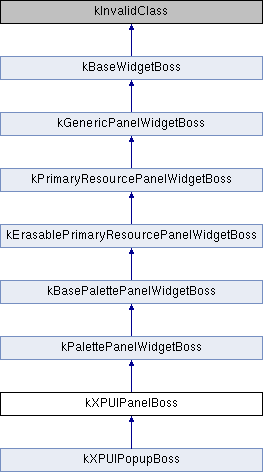 kInvalidClass
kBaseWidgetBoss
kGenericPanelWidgetBoss
kPrimaryResourcePanelWidgetBoss
kErasablePrimaryResourcePanelWidgetBoss
kBasePalettePanelWidgetBoss
kPalettePanelWidgetBoss
kXPUIPanelBoss
kXPUIPopupBoss